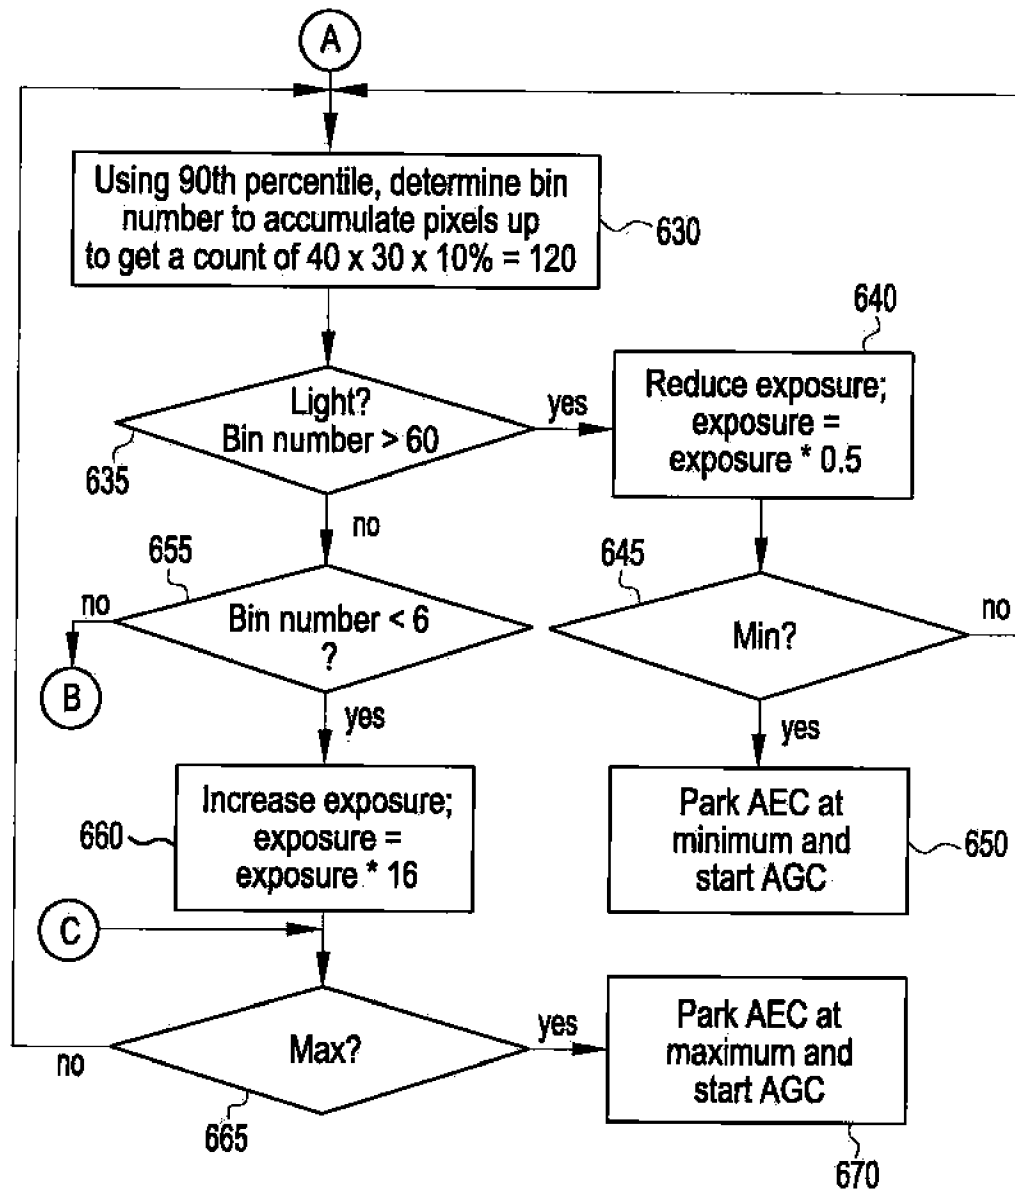 A
Using 90th percentile, determine bin
number to accumulate pixels up
to get a count of 40 x 30 x 10% = 120
630
640
Light?
Bin number > 60
yes
635
Reduce exposure;
exposure =
exposure * 0.5
no
655
645
no
Bin number < 6
?
Min?
no
B
yes
yes
Increase exposure;
exposure =
exposure * 16
660
Park AEC at
minimum and
start AGC
650
C
Max?
yes
no
665
Park AEC at
maximum and
start AGC
670